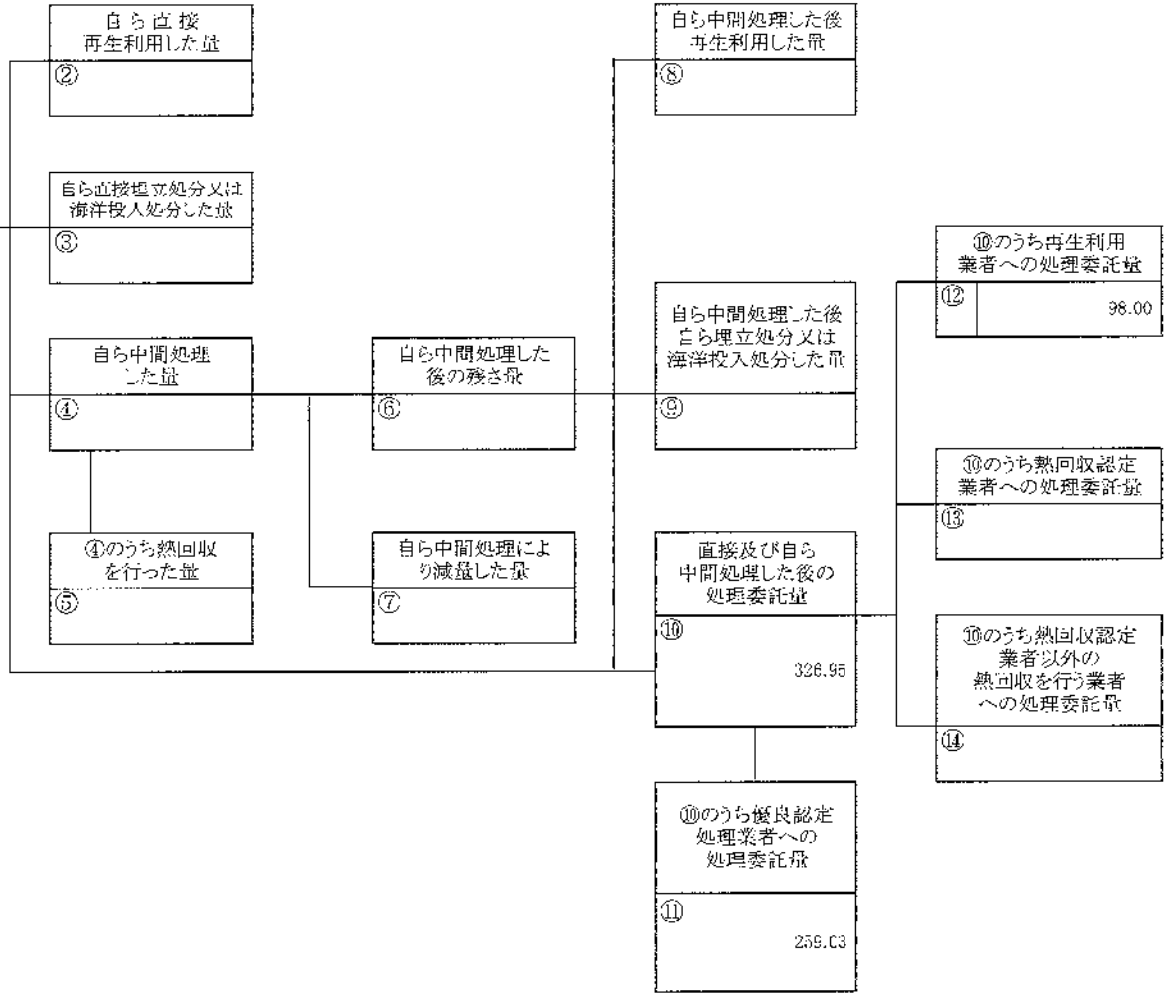 自ら直接
再生利用した量
②
自ら中間処理した後
再生利用した量
⑧
自ら直接埋立処分又は
海洋投入処分した量
③
⑩のうち再生利用
業者への処理委託量
⑫
98.00
自ら中間処理した後
自ら埋立処分又は
海洋投入処分した量
⑨
自ら中間処理
した量
④
自ら中間処理した
後の残さ量
⑥
⑩のうち熱回収認定
業者への処理委託量
⑬
④のうち熱回収
を行った量
⑤
自ら中間処理によ
り減量した量
⑦
直接及び自ら
中間処理した後の
処理委託量
⑩
326.95
⑩のうち熱回収認定
業者以外の
熱回収を行う業者
への処理委託量
⑭
⑩のうち優良認定
処理業者への
処理委託量
⑪
259.03